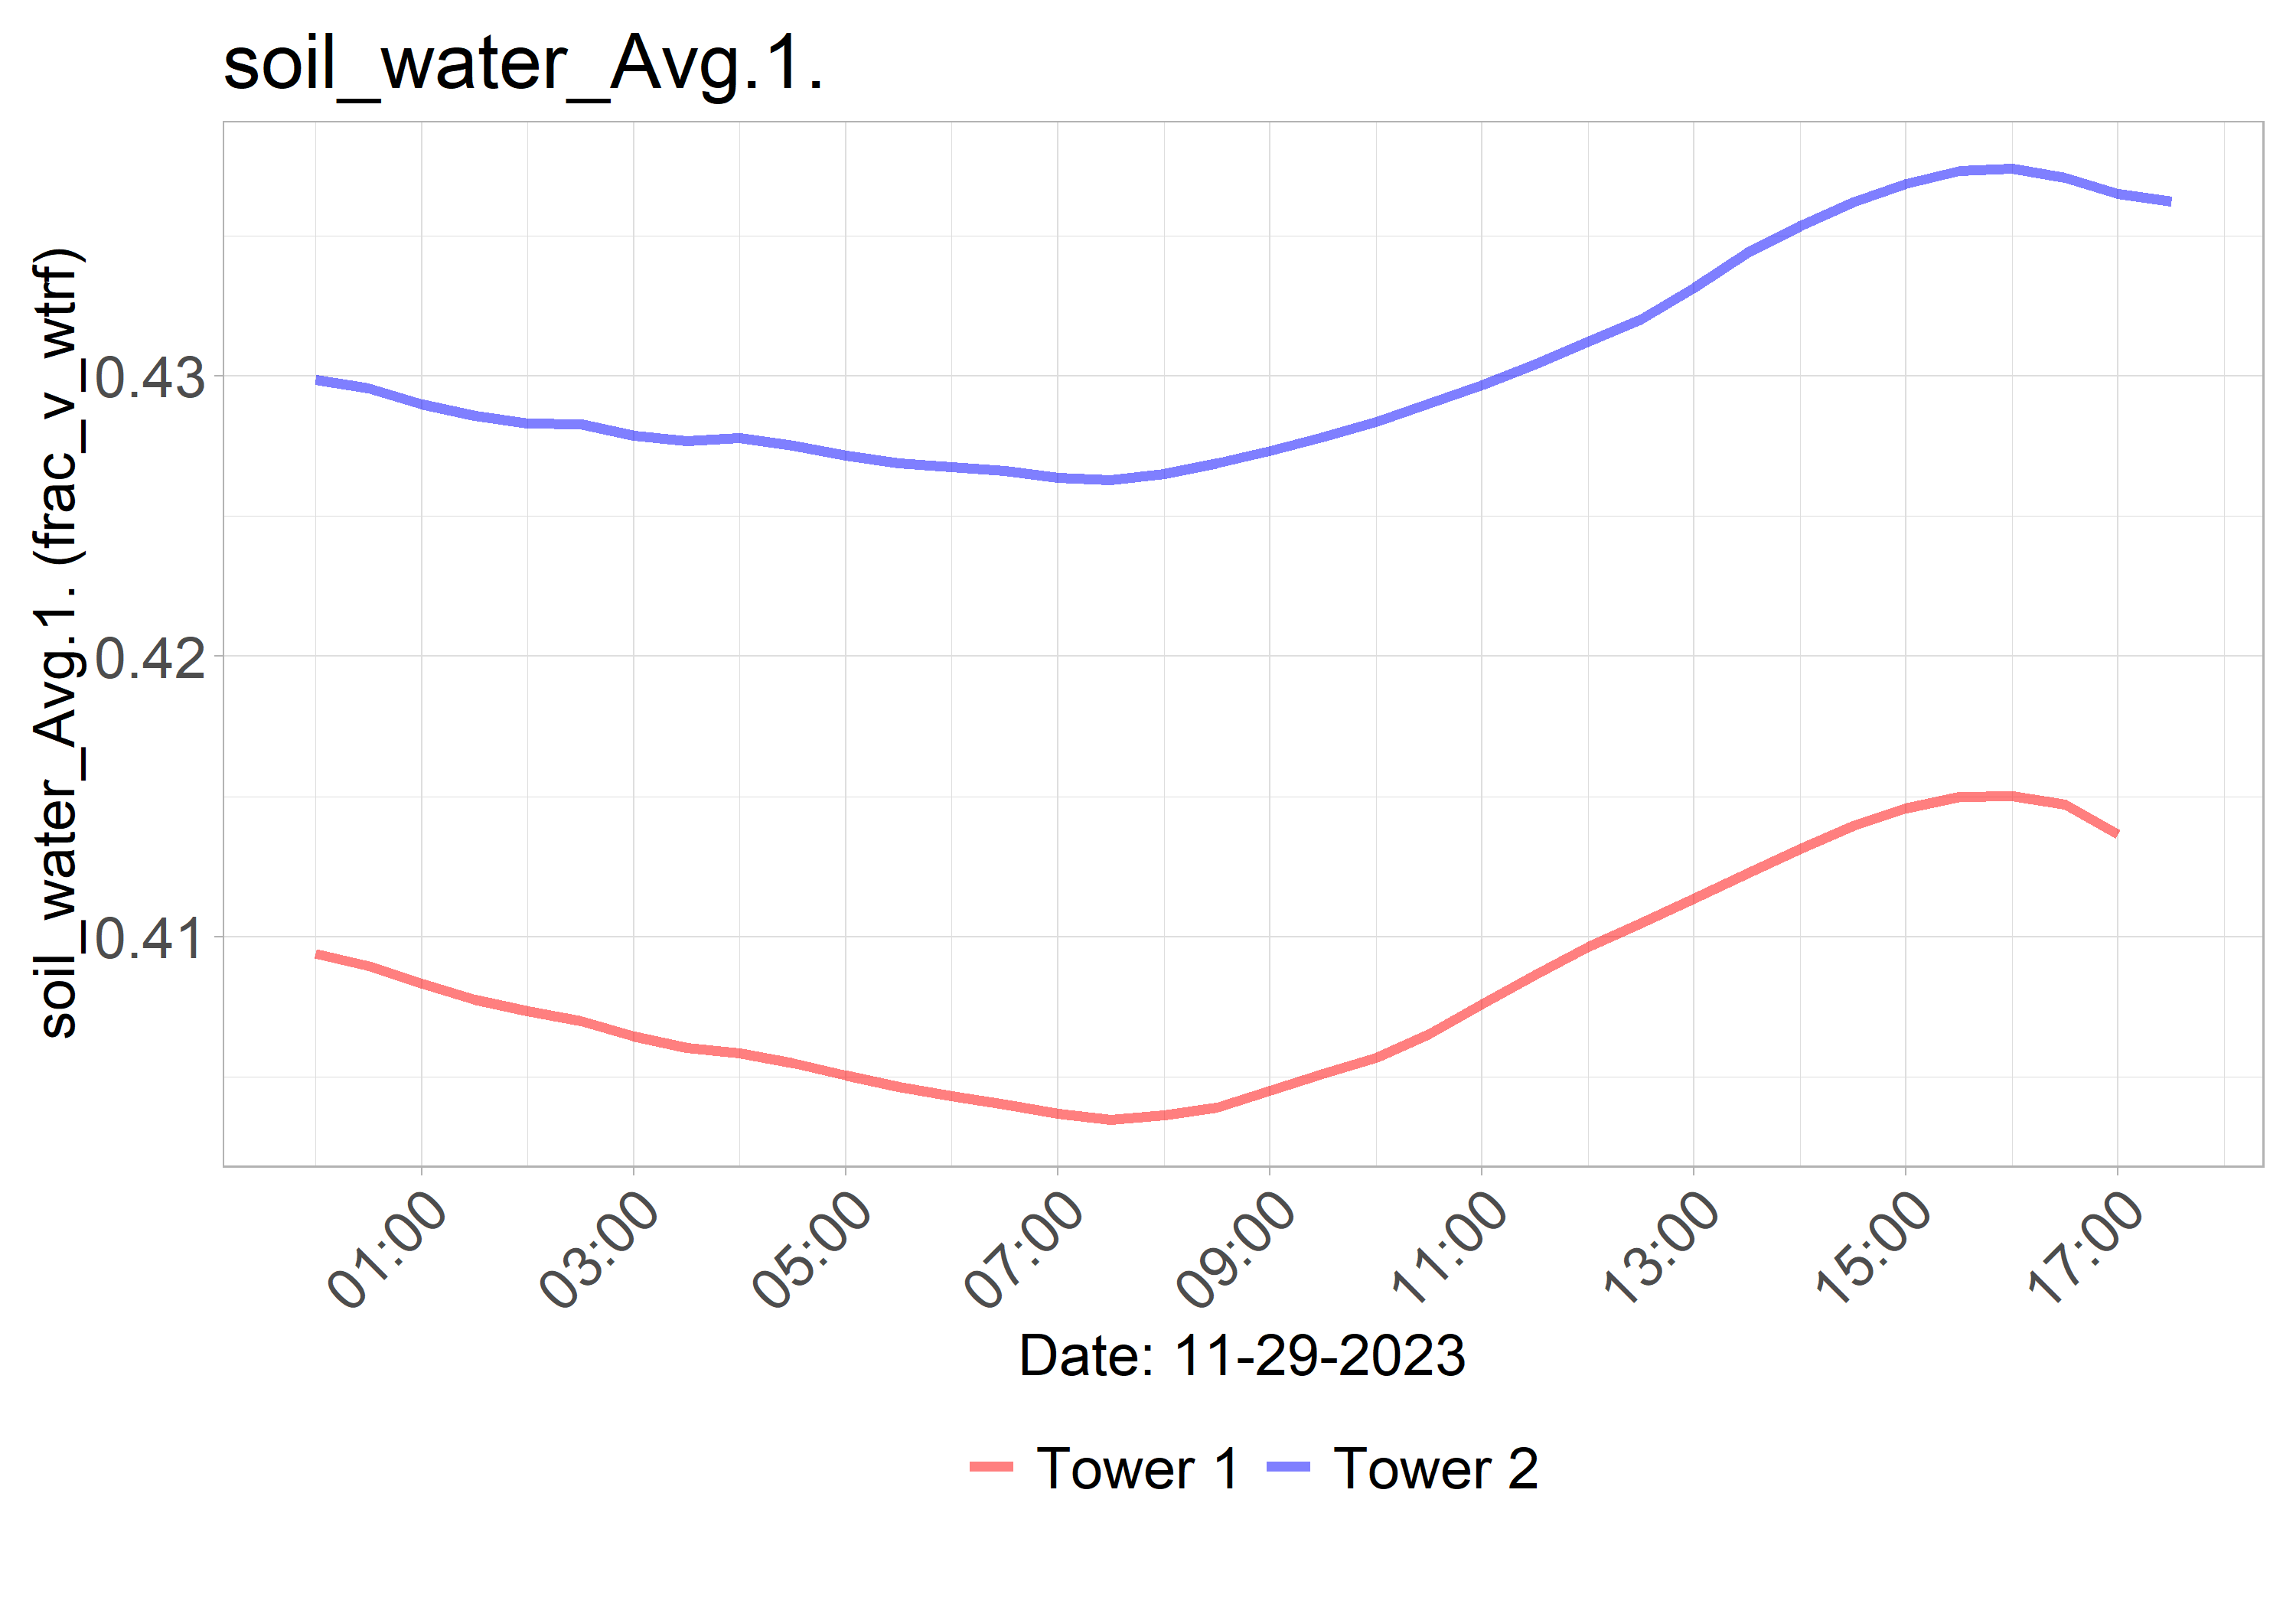 soil_water_Avg.1.
soil_water_Avg.1. (frac_v_wtrf)
0.43
0.42
0.41
01:00 03:00 05:00 07:00 09:00 11:00 13:00 15:00 17:00
Date: 11-29-2023
Tower 1 Tower 2